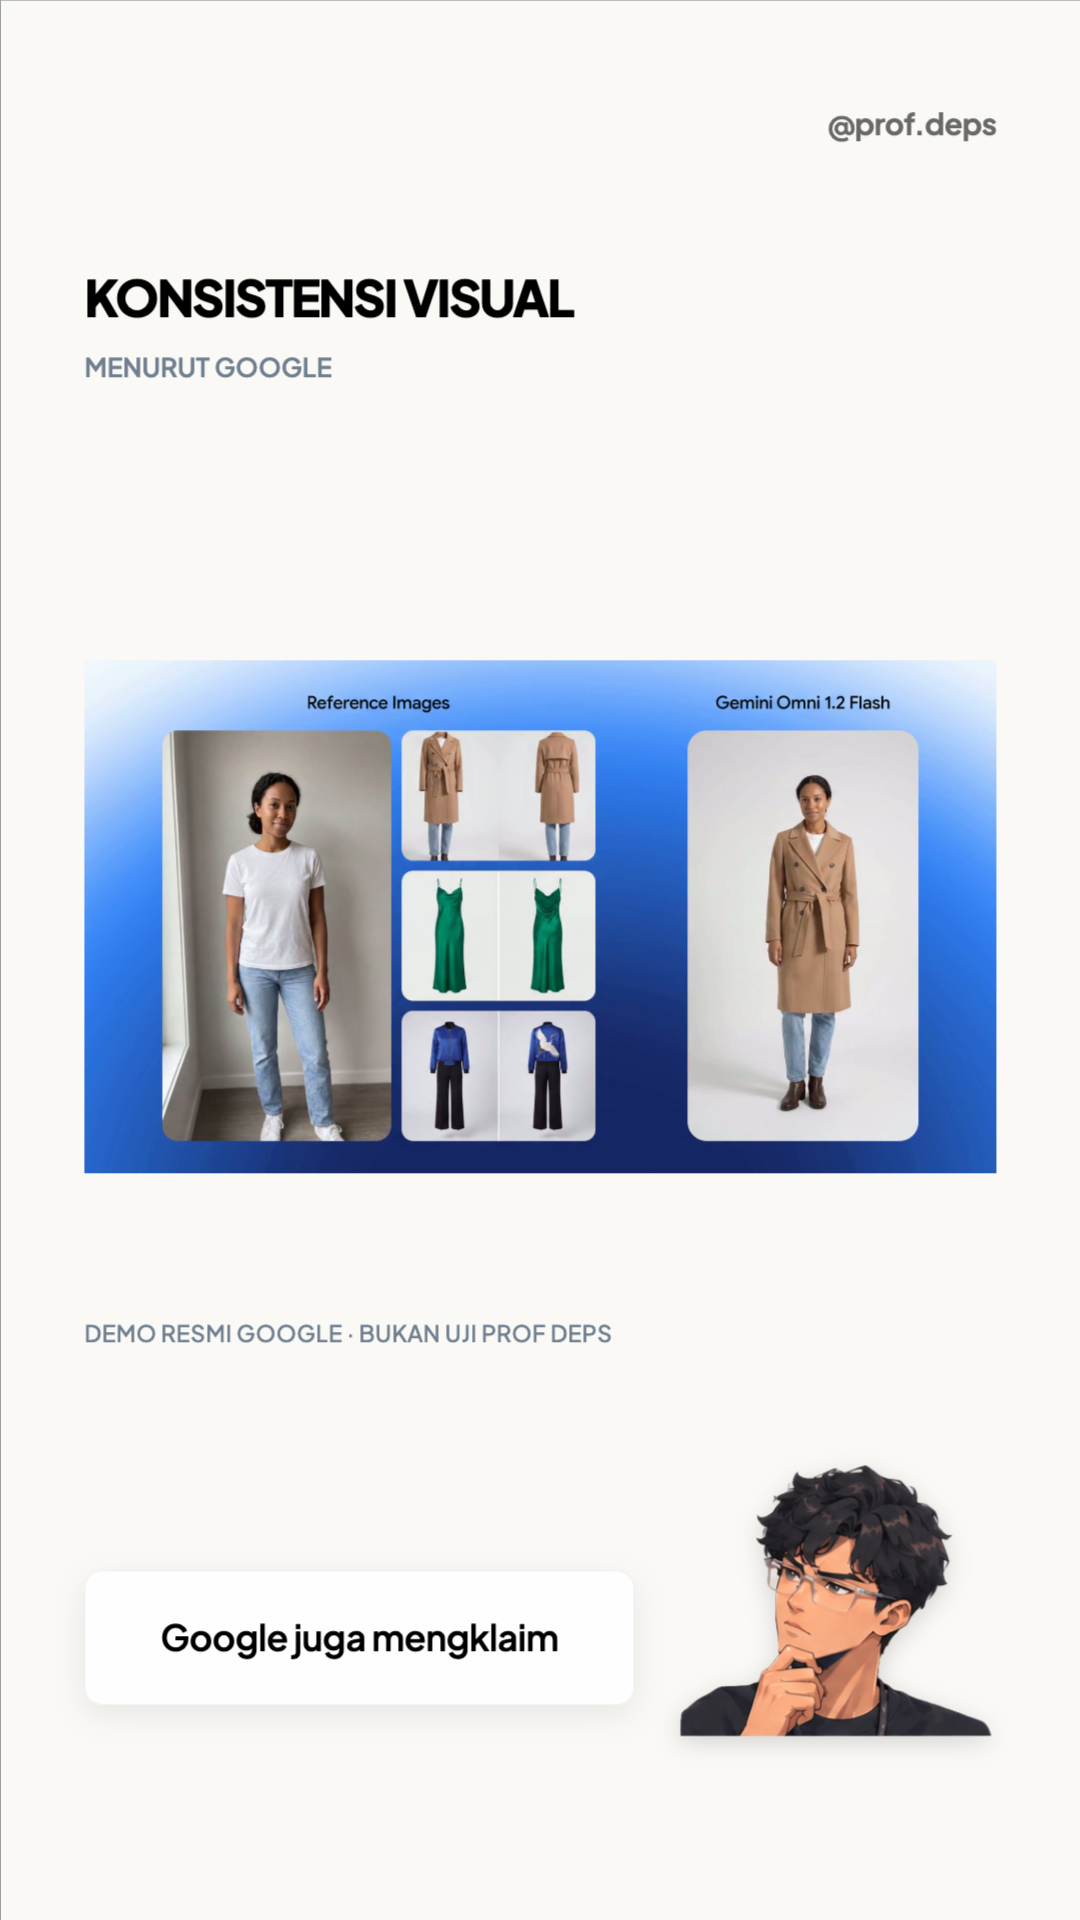 @prof.deps
KONSISTENSI VISUAL
MENURUT GOOGLE
Reference Images
Gemini Omni 1.2 Flash
DEMO RESMI GOOGLE · BUKAN UJI PROF DEPS
Google juga mengklaim